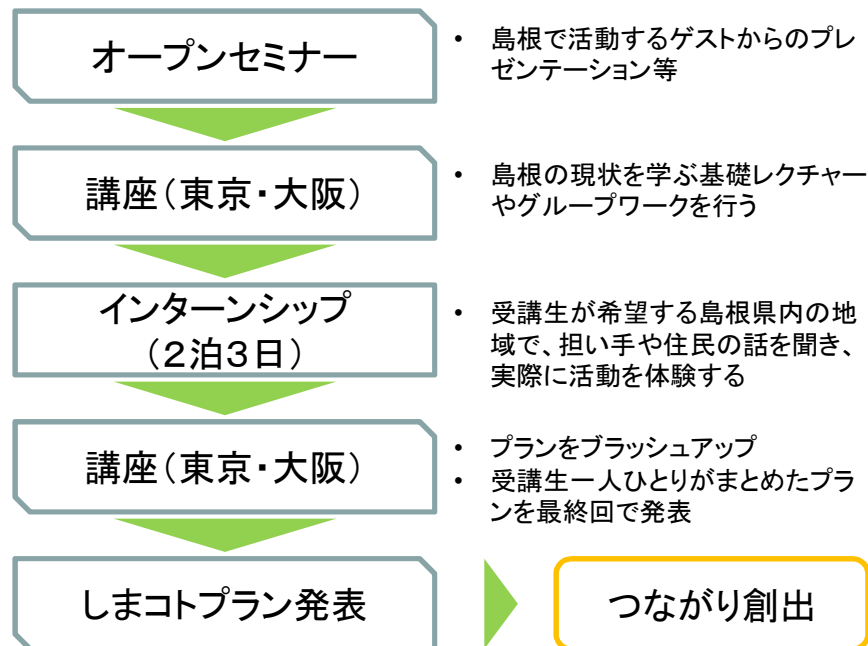 オープンセミナー
• 島根で活動するゲストからのプレ
ゼンテーション等
講座(東京・大阪)
• 島根の現状を学ぶ基礎レクチャー
やグループワークを行う
インターンシップ
(2泊3日)
• 受講生が希望する島根県内の地
域で、担い手や住民の話を聞き、
実際に活動を体験する
講座(東京・大阪)
• プランをブラッシュアップ
• 受講生一人ひとりがまとめたプラ
ンを最終回で発表
しまコトプラン発表
つながり創出